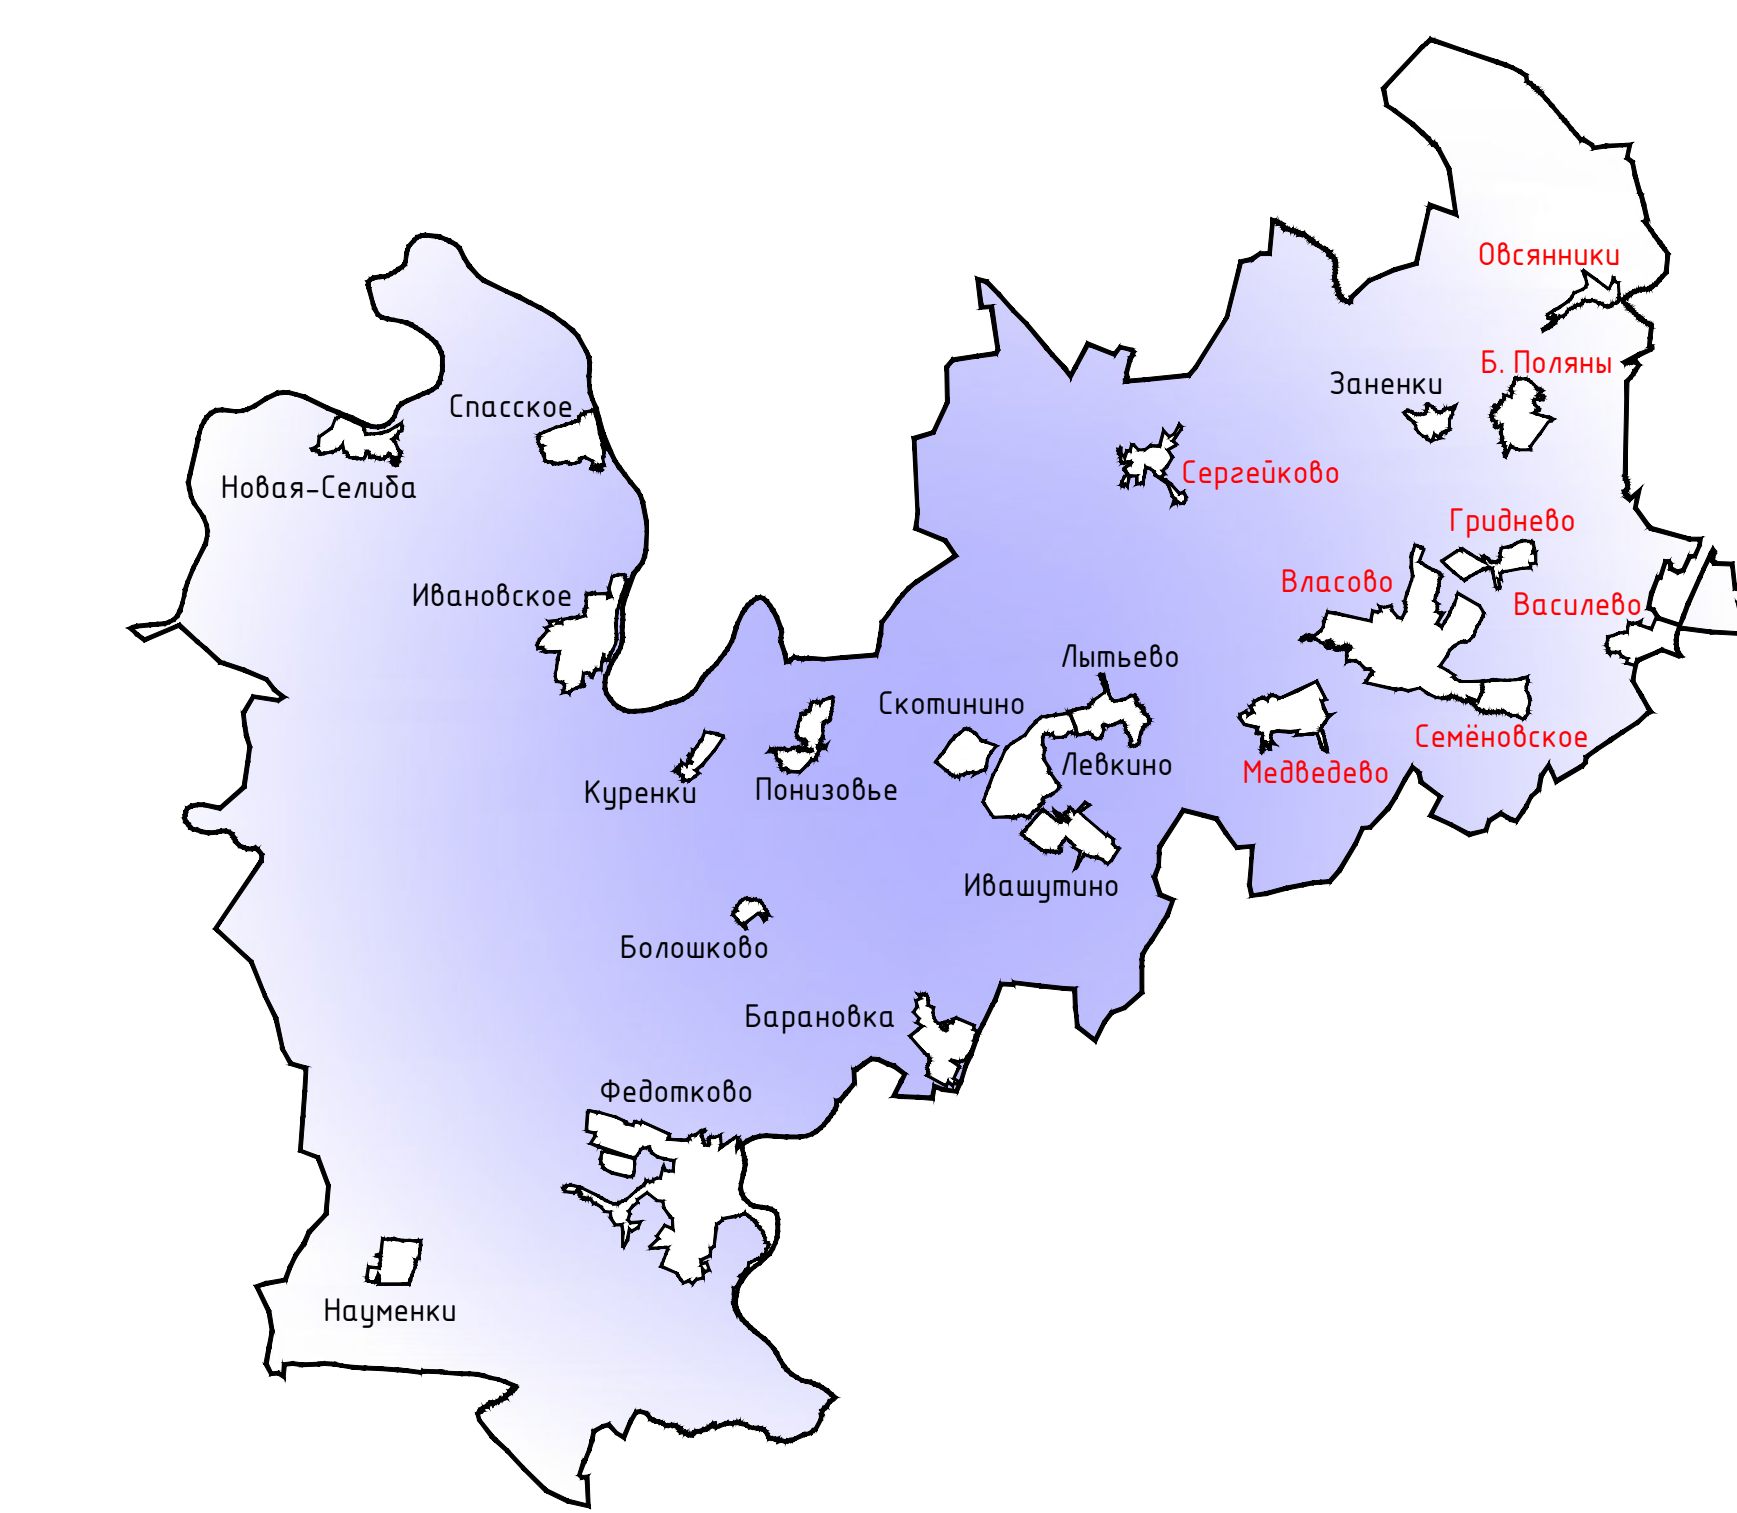 Овсянники
Б. Поляны
Заненки
Спасское
Сергейково
Новая-Селиба
Гриднево
Власово
Ивановское
Василево
Лытьево
Скотинино
Семёновское
Левкино
Медведево
Понизовье
Куренки
Ивашутино
Болошково
Барановка
Федотково
Науменки